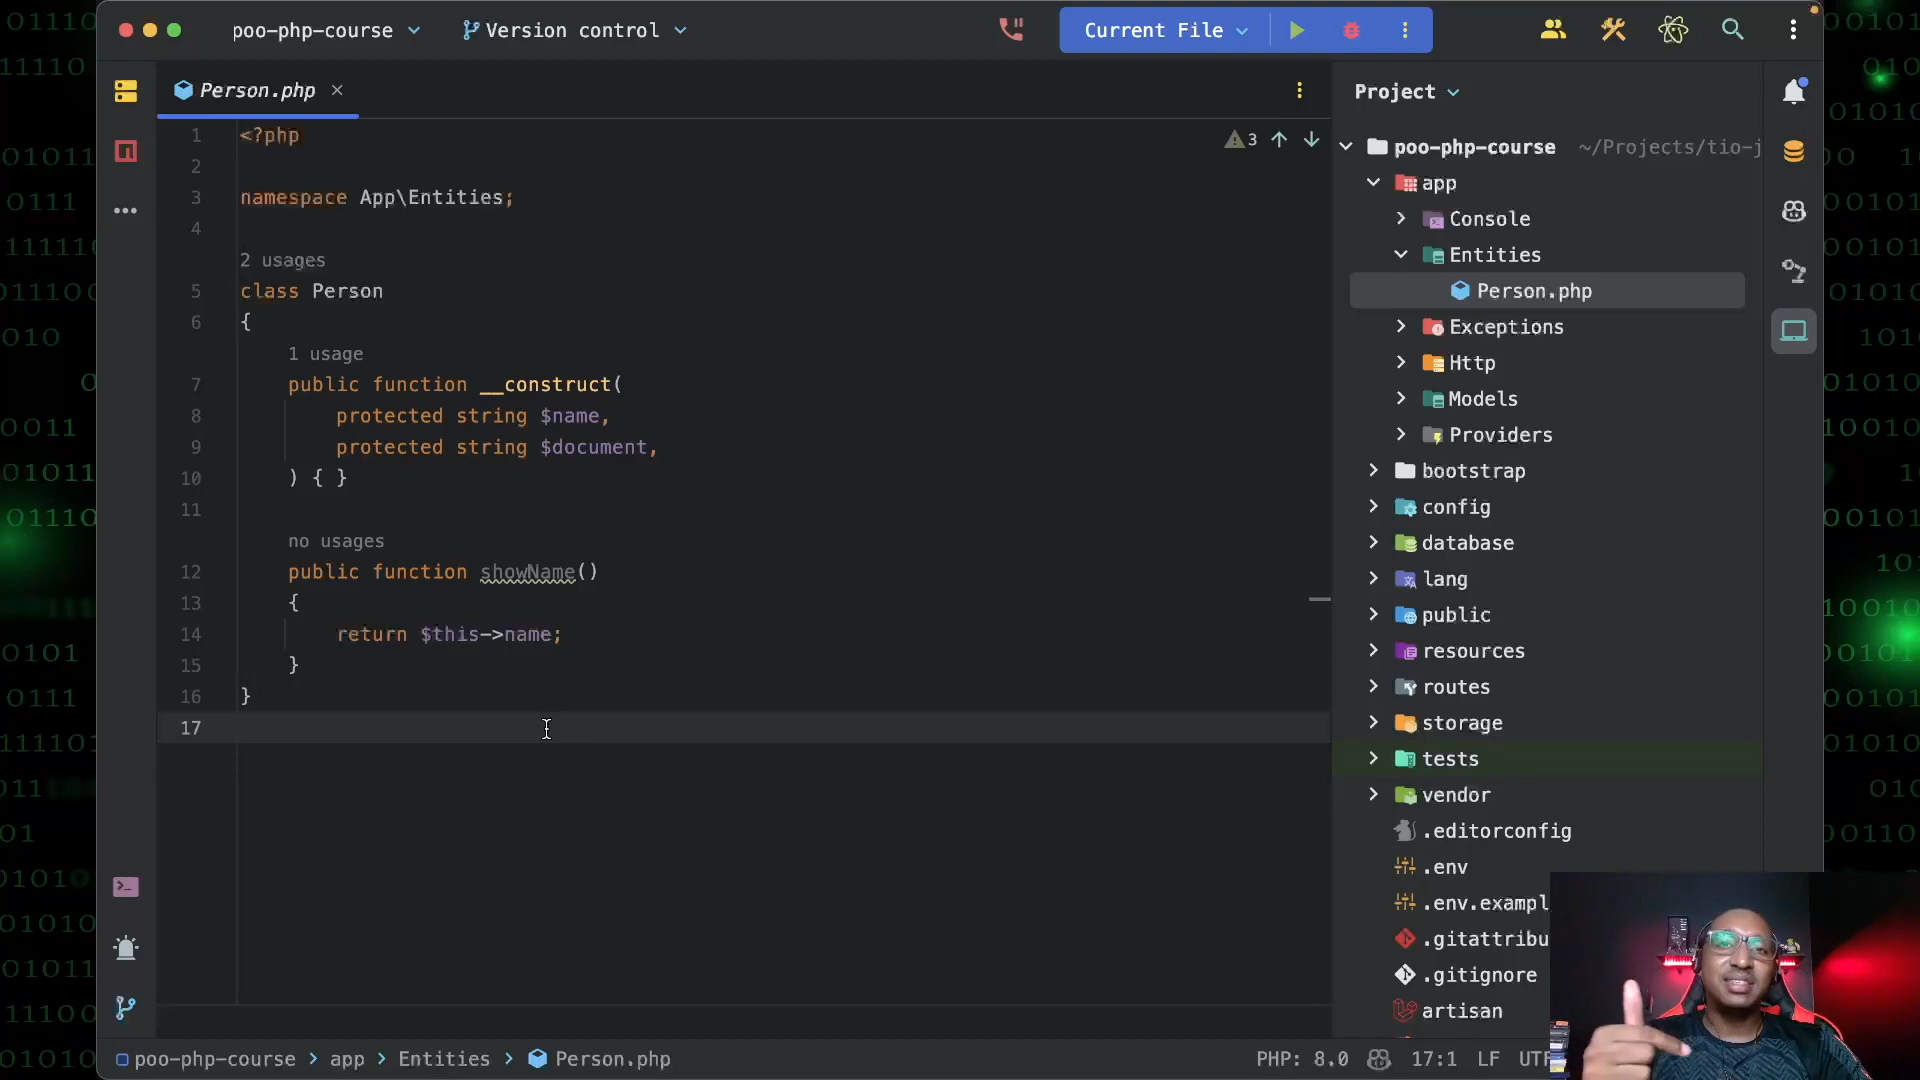 poo-php-course
Version control
Current File
Person.php
3
1 <?php
2
3 namespace App\Entities;
4
2 usages
5 class Person
6 {
1 usage
7 public function __construct(
8 protected string $name,
9 protected string $document,
10 ) { }
11
no usages
12 public function showName()
13 {
14 return $this->name;
15 }
16 }
17
Project
poo-php-course ~/Projects/tio-j
app
Console
Entities
Person.php
Exceptions
Http
Models
Providers
bootstrap
config
database
lang
public
resources
routes
storage
tests
vendor
.editorconfig
.env
.env.exampl
.gitattribu
.gitignore
artisan
poo-php-course > app > Entities > Person.php
PHP: 8.0 17:1 LF UTF